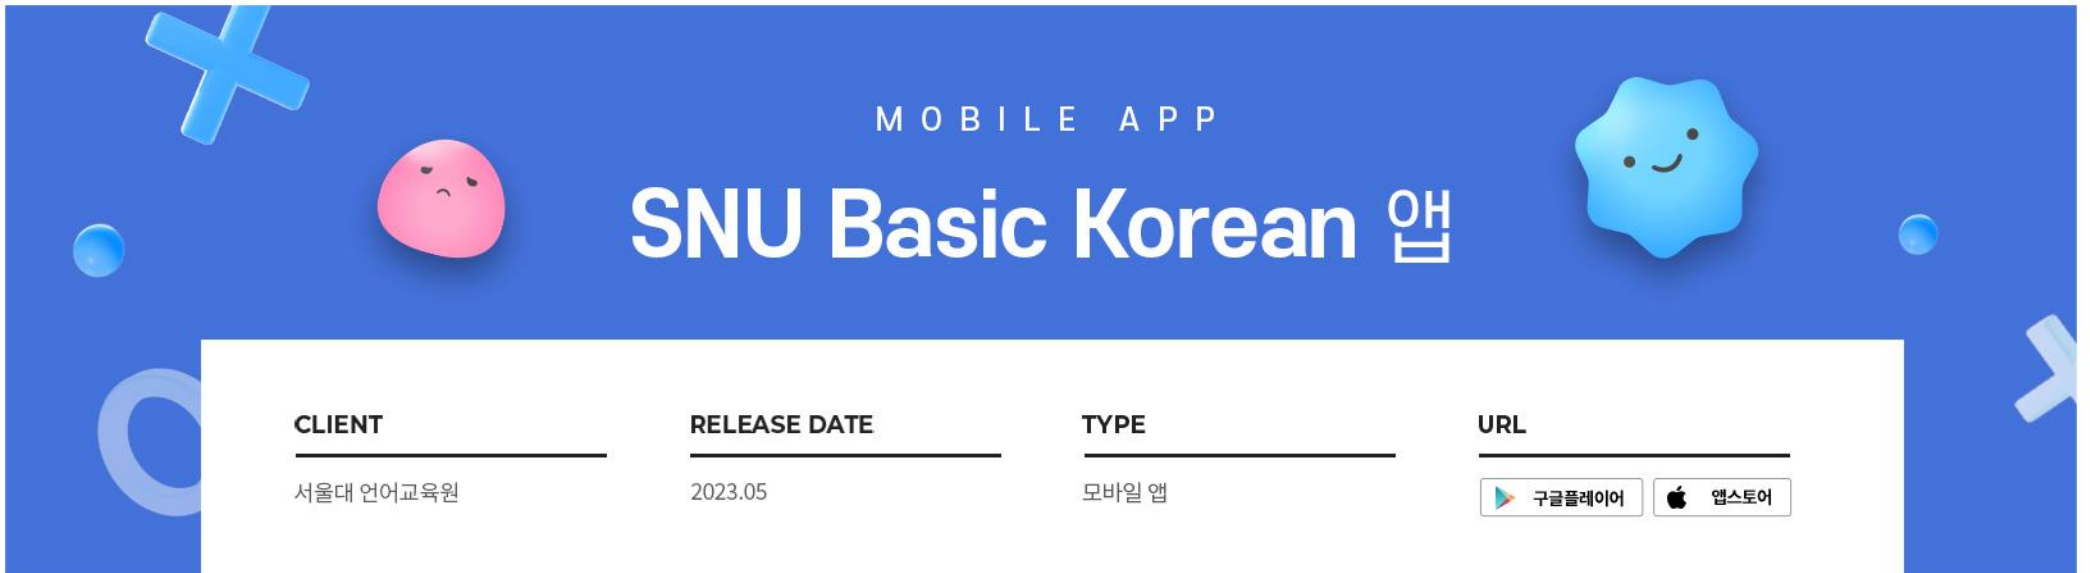 MOBILE APP
SNU Basic Korean 앱
CLIENT
서울대 언어교육원
RELEASE DATE
2023.05
TYPE
모바일 앱
URL
구글플레이어
앱스토어